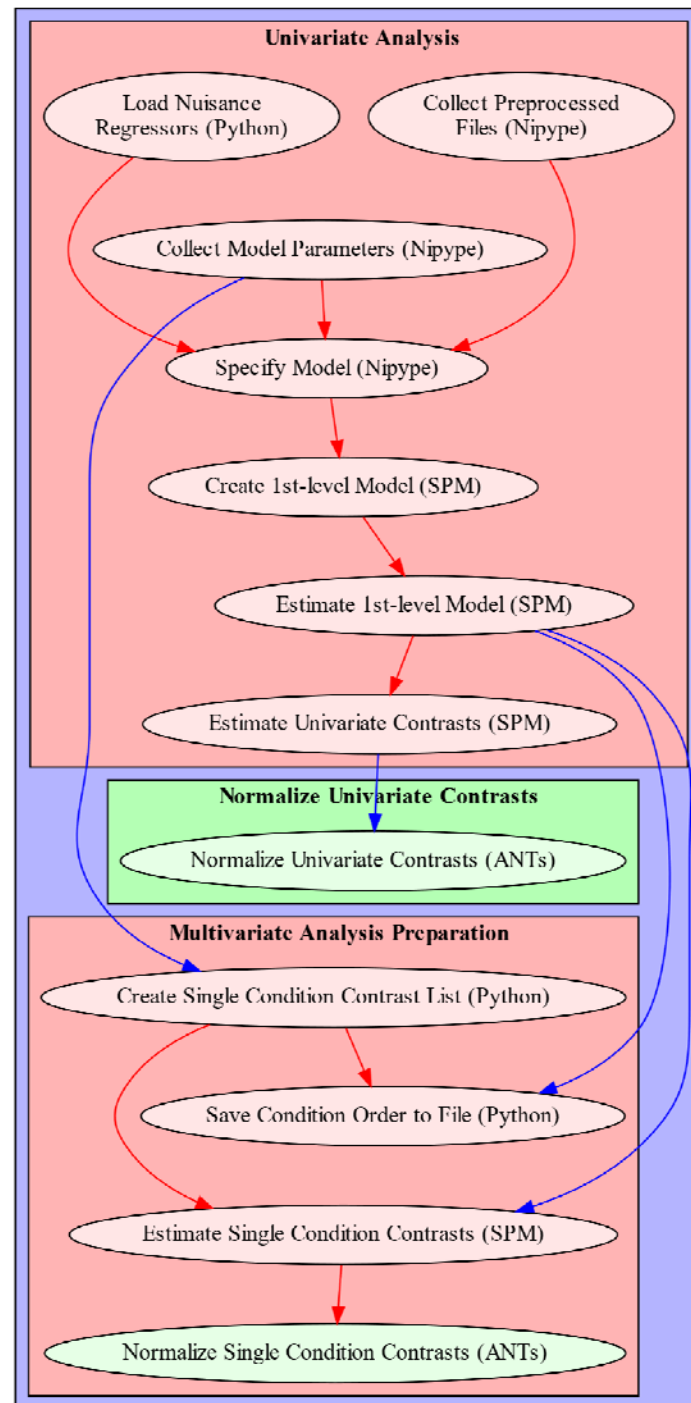 Univariate Analysis
Load Nuisance
Regressors (Python)
Collect Preprocessed
Files (Nipype)
Collect Model Parameters (Nipype)
Specify Model (Nipype)
Create 1st-level Model (SPM)
Estimate 1st-level Model (SPM)
Estimate Univariate Contrasts (SPM)
Normalize Univariate Contrasts
Normalize Univariate Contrasts (ANTs)
Multivariate Analysis Preparation
Create Single Condition Contrast List (Python)
Save Condition Order to File (Python)
Estimate Single Condition Contrasts (SPM)
Normalize Single Condition Contrasts (ANTs)